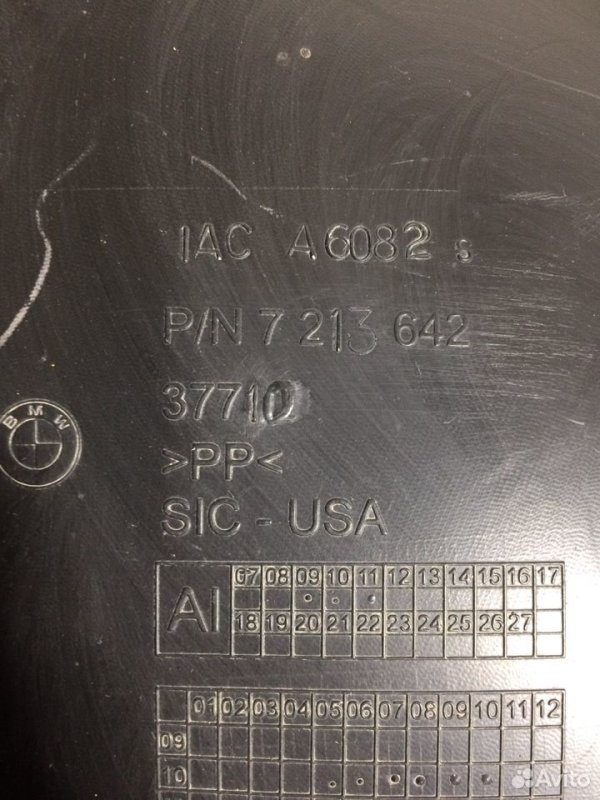 IAC A6082 s
P/N 7 213 642
37710
BMW
>PP<
SIC - USA
AI
07 08 09 10 11 12 13 14 15 16 17
18 19 20 21 22 23 24 25 26 27
01 02 03 04 05 06 07 08 09 10 11 12
09
10
Avito